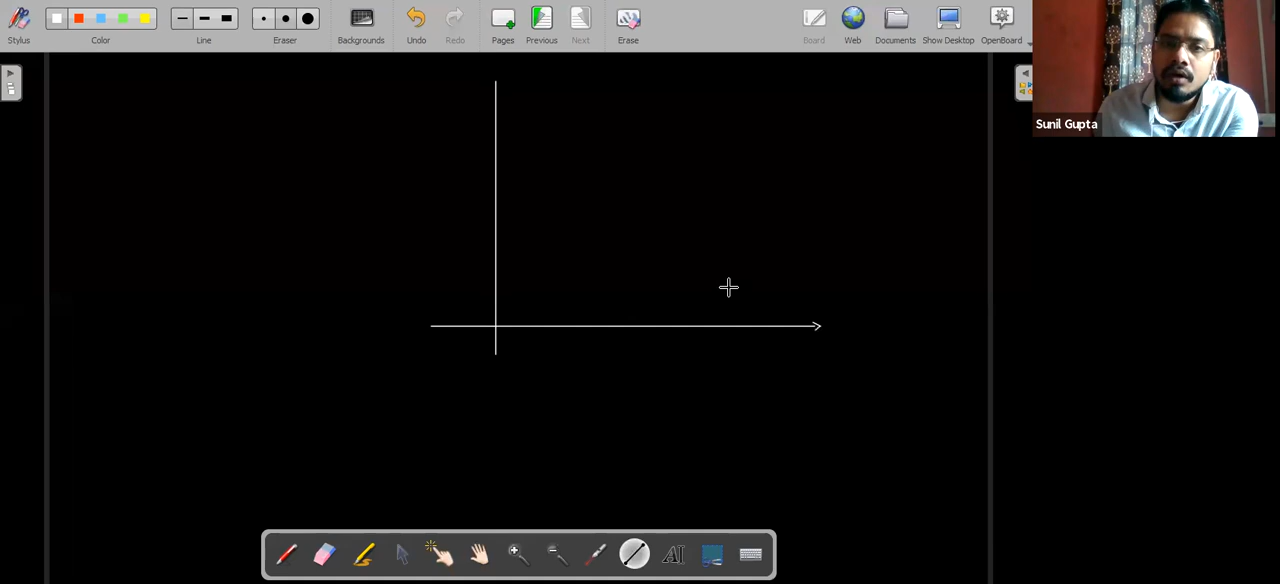 Stylus
Color
Line
Eraser
Backgrounds
Undo
Redo
Pages
Previous
Next
Erase
Board
Web
Documents
Show Desktop
OpenBoard
Sunil Gupta
AI